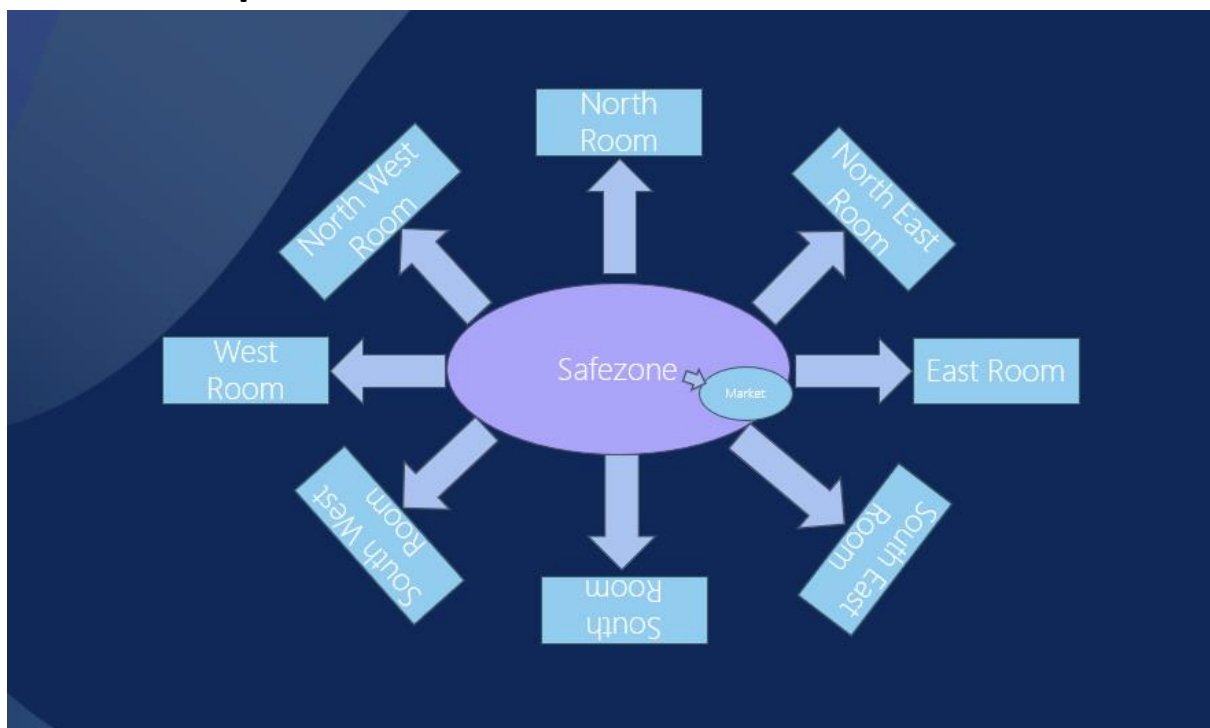 North
Room
North West
Room
North East
Room
West
Room
Safezone
Market
East Room
South West
Room
South
Room
South East
Room